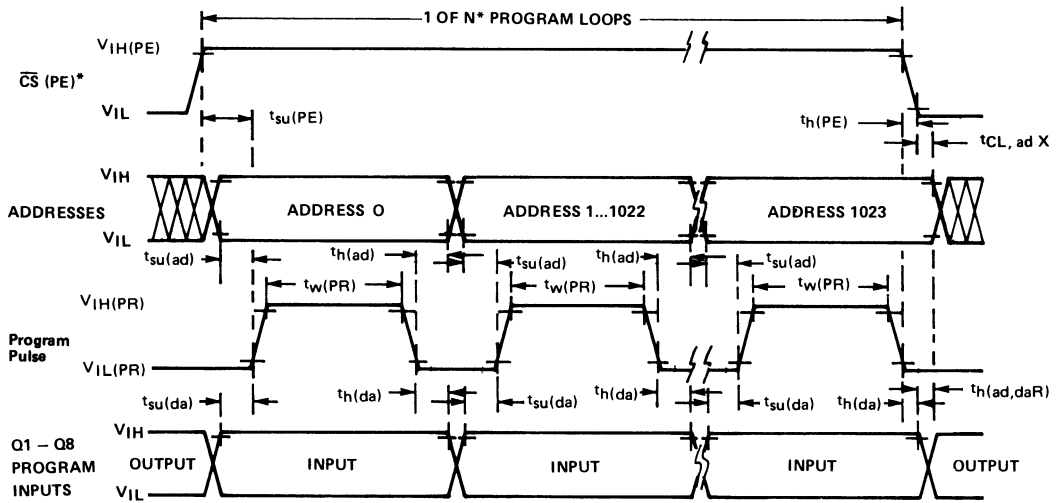 1 OF N* PROGRAM LOOPS
VIH(PE)
CS (PE)*
VIL
tsu(PE)
th(PE)
tCL, ad X
VIH
ADDRESSES
ADDRESS 0
ADDRESS 1...1022
ADDRESS 1023
VIL
tsu(ad)
th(ad)
tsu(ad)
th(ad)
tsu(ad)
tw(PR)
tw(PR)
tw(PR)
VIH(PR)
Program
Pulse
VIL(PR)
tsu(da)
th(da)
tsu(da)
th(da)
tsu(da)
th(da)
th(ad,daR)
VIH
Q1 – Q8
PROGRAM
INPUTS
OUTPUT
INPUT
INPUT
INPUT
OUTPUT
VIL